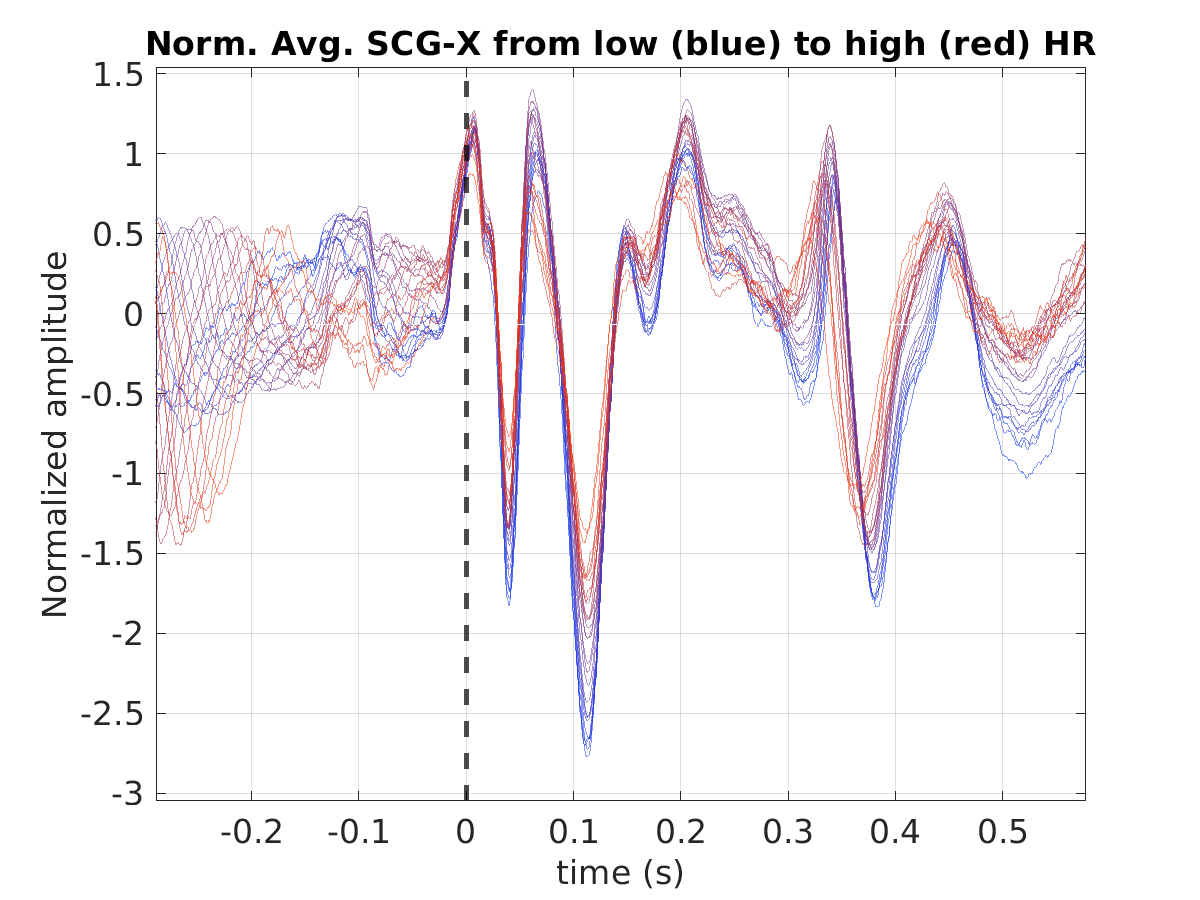 Norm. Avg. SCG-X from low (blue) to high (red) HR
1.5
1
0.5
0
-0.5
-1
-1.5
-2
-2.5
-3
Normalized amplitude
-0.2 -0.1 0 0.1 0.2 0.3 0.4 0.5
time (s)